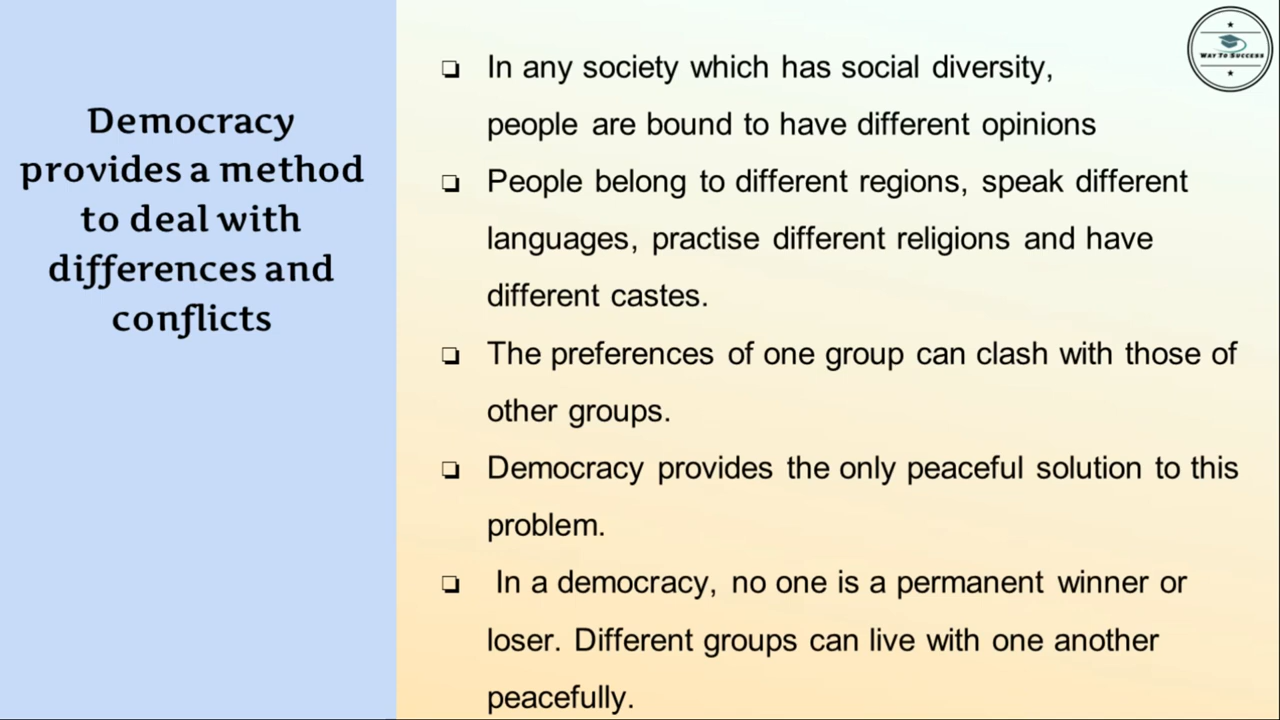 Democracy
provides a method
to deal with
differences and
conflicts
WAY TO SUCCESS
❏ In any society which has social diversity,
people are bound to have different opinions
❏ People belong to different regions, speak different
languages, practise different religions and have
different castes.
❏ The preferences of one group can clash with those of
other groups.
❏ Democracy provides the only peaceful solution to this
problem.
❏ In a democracy, no one is a permanent winner or
loser. Different groups can live with one another
peacefully.